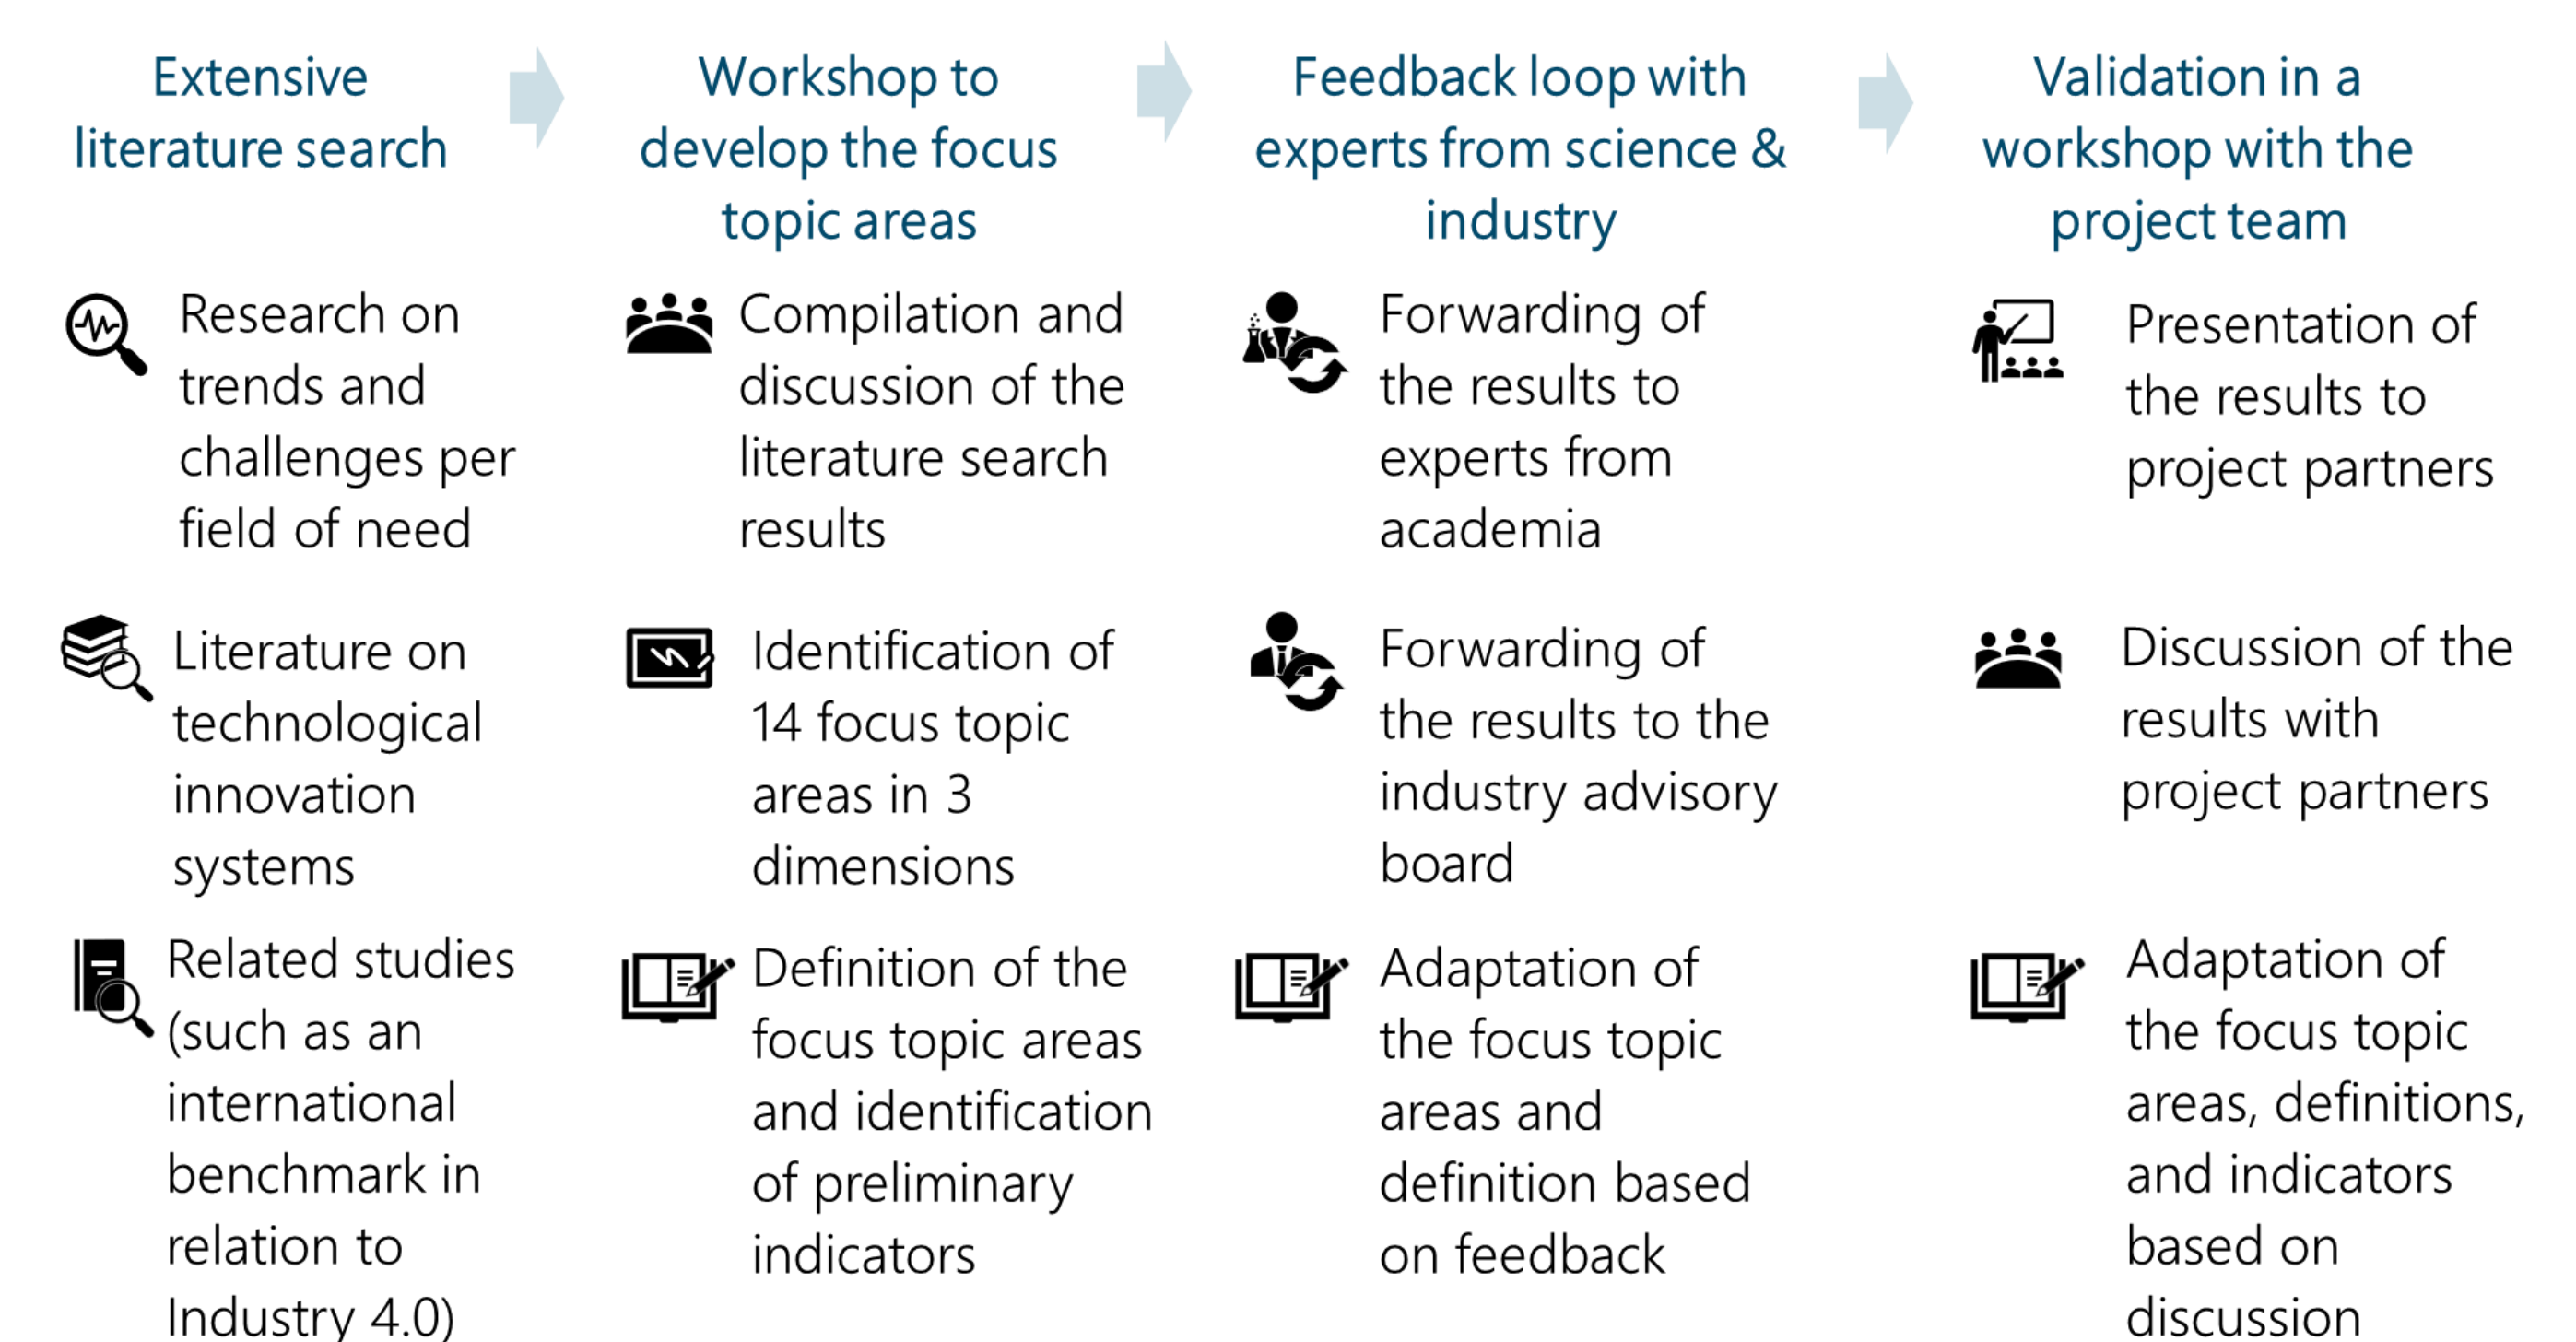 Extensive
literature search
Research on
trends and
challenges per
field of need
Literature on
technological
innovation
systems
Related studies
(such as an
international
benchmark in
relation to
Industry 4.0)
Workshop to
develop the focus
topic areas
Compilation and
discussion of the
literature search
results
Identification of
14 focus topic
areas in 3
dimensions
Definition of the
focus topic areas
and identification
of preliminary
indicators
Feedback loop with
experts from science &
industry
Forwarding of
the results to
experts from
academia
Forwarding of
the results to the
industry advisory
board
Adaptation of
the focus topic
areas and
definition based
on feedback
Validation in a
workshop with the
project team
Presentation of
the results to
project partners
Discussion of the
results with
project partners
Adaptation of
the focus topic
areas, definitions,
and indicators
based on
discussion